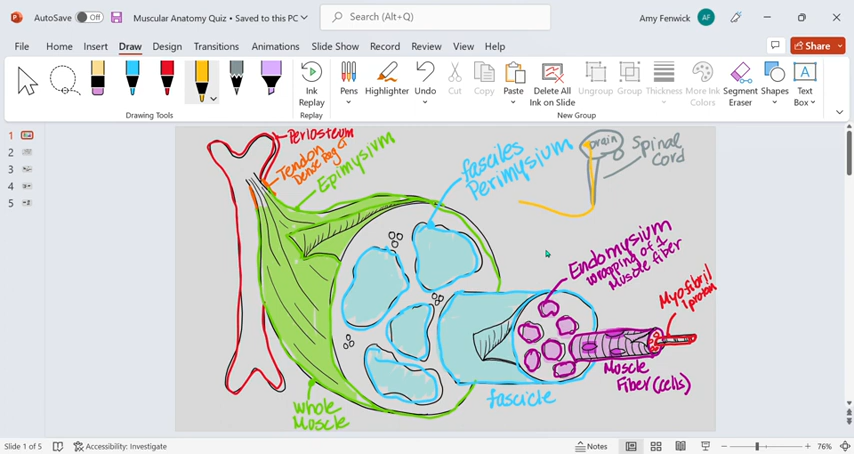 AutoSave Off Muscular Anatomy Quiz • Saved to this PC Search (Alt+Q) Amy Fenwick AF
File Home Insert Draw Design Transitions Animations Slide Show Record Review View Help Share
Ink Replay Pens Highlighter Undo Cut Copy Paste Delete All Ink on Slide Ungroup Group Thickness More Ink Colors Segment Eraser Shapes Text Box
Drawing Tools New Group
1
2
3
4
5
Periosteum
Tendon
Dense Reg
Epimysium
fasciles
Perimysium
Brain
Spinal
Cord
Endomysium
wrapping of 1
Muscle fiber
Myofibril
Muscle
Fiber (cells)
fascicle
whole
Muscle
Slide 1 of 5 Accessibility: Investigate Notes 76%